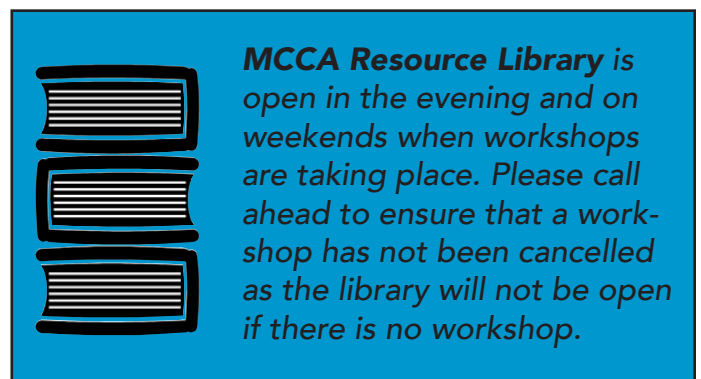 MCCA Resource Library is
open in the evening and on
weekends when workshops
are taking place. Please call
ahead to ensure that a work-
shop has not been cancelled
as the library will not be open
if there is no workshop.